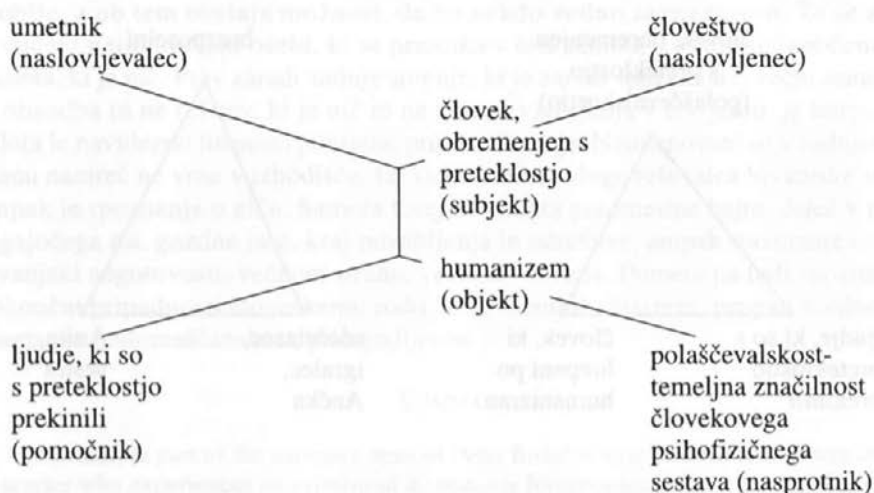 umetnik
(naslovljevalec)
človeštvo
(naslovljenec)
človek,
obremenjen s
preteklostjo
(subjekt)
humanizem
(objekt)
ljudje, ki so
s preteklostjo
prekinili
(pomočnik)
polaščevalskost-
temeljna značilnost
človekovega
psihofizičnega
sestava (nasprotnik)